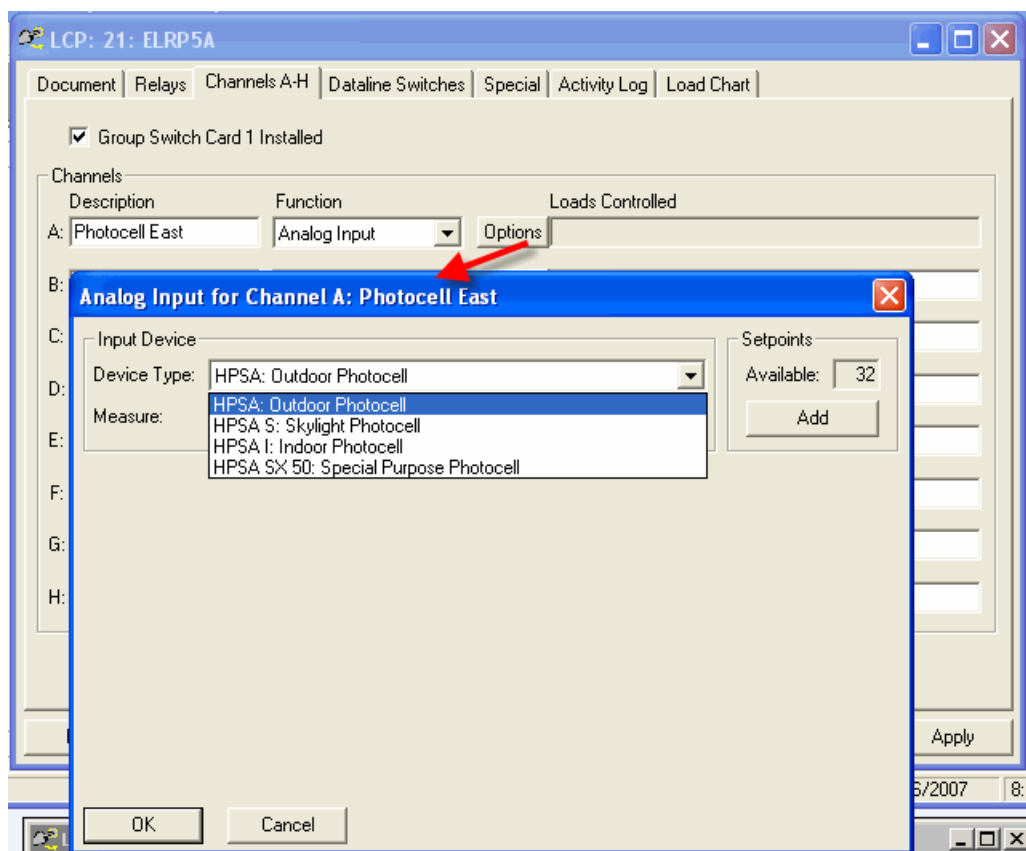 LCP: 21: ELRP5A
Document Relays Channels A-H Dataline Switches Special Activity Log Load Chart
Group Switch Card 1 Installed
Channels
Description Function Loads Controlled
A: Photocell East Analog Input Options
B:
Analog Input for Channel A: Photocell East
C:
Input Device Setpoints
Device Type: HPSA: Outdoor Photocell Available: 32
D:
HPSA: Outdoor Photocell
Measure: Add
HPSA S: Skylight Photocell
E:
HPSA I: Indoor Photocell
HPSA SX 50: Special Purpose Photocell
F:
G:
H:
Apply
6/2007 8:
OK Cancel